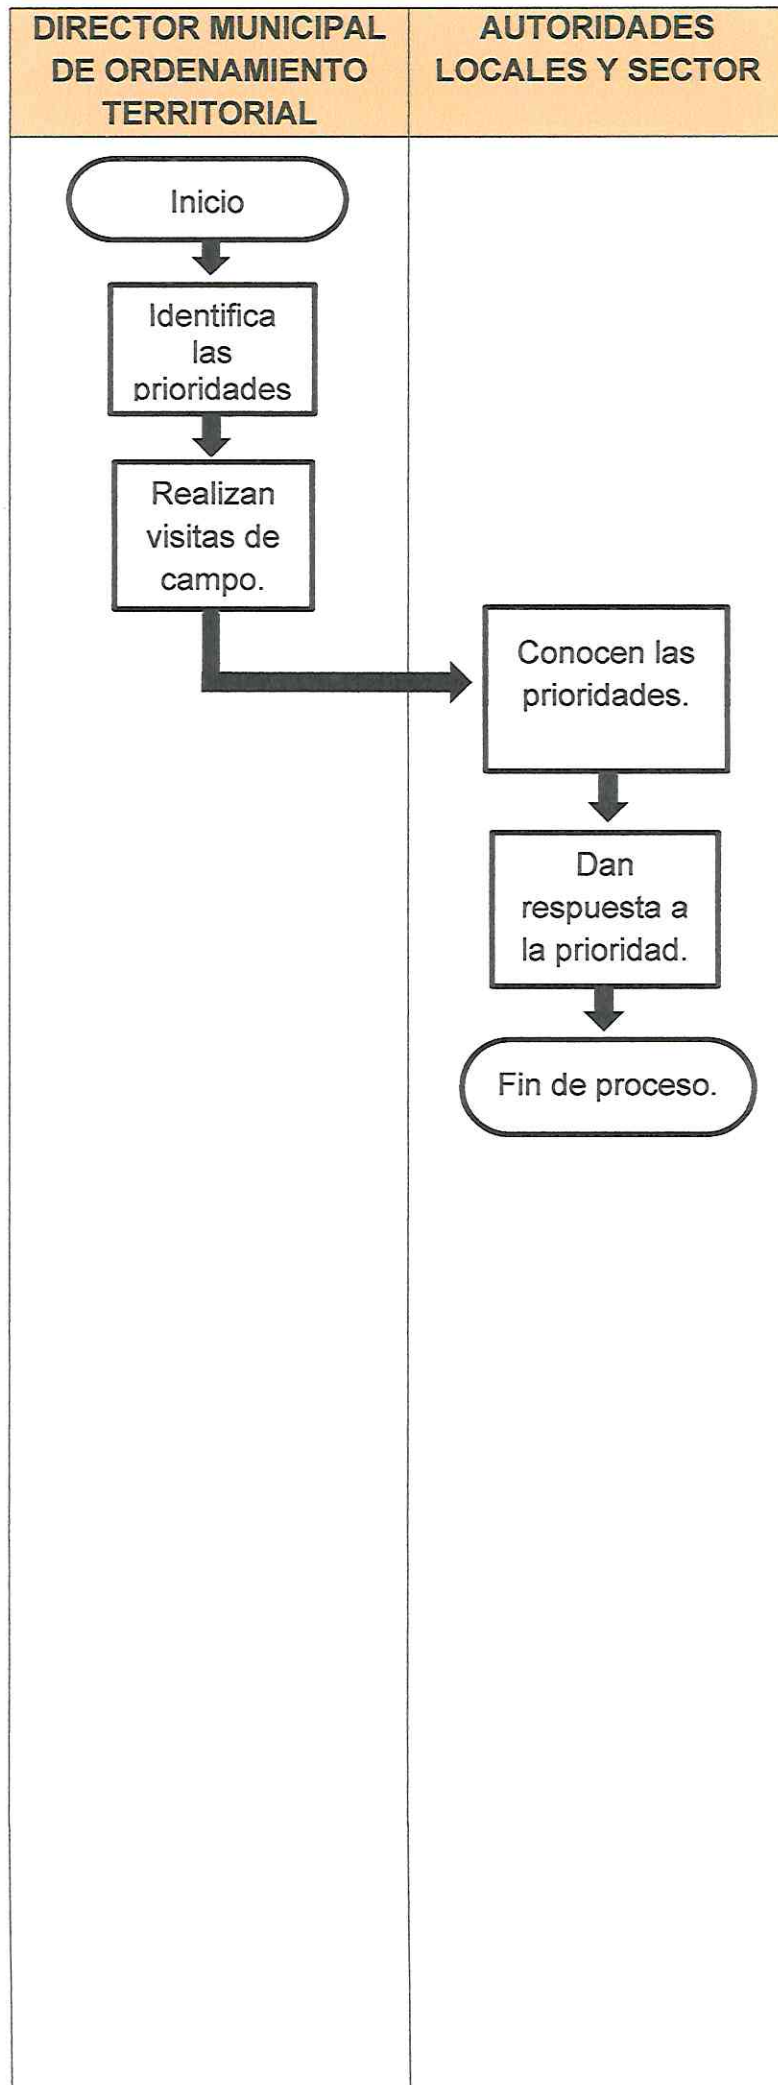 DIRECTOR MUNICIPAL
DE ORDENAMIENTO
TERRITORIAL
AUTORIDADES
LOCALES Y SECTOR
Inicio
Identifica
las
prioridades
Realizan
visitas de
campo.
Conocen las
prioridades.
Dan
respuesta a
la prioridad.
Fin de proceso.